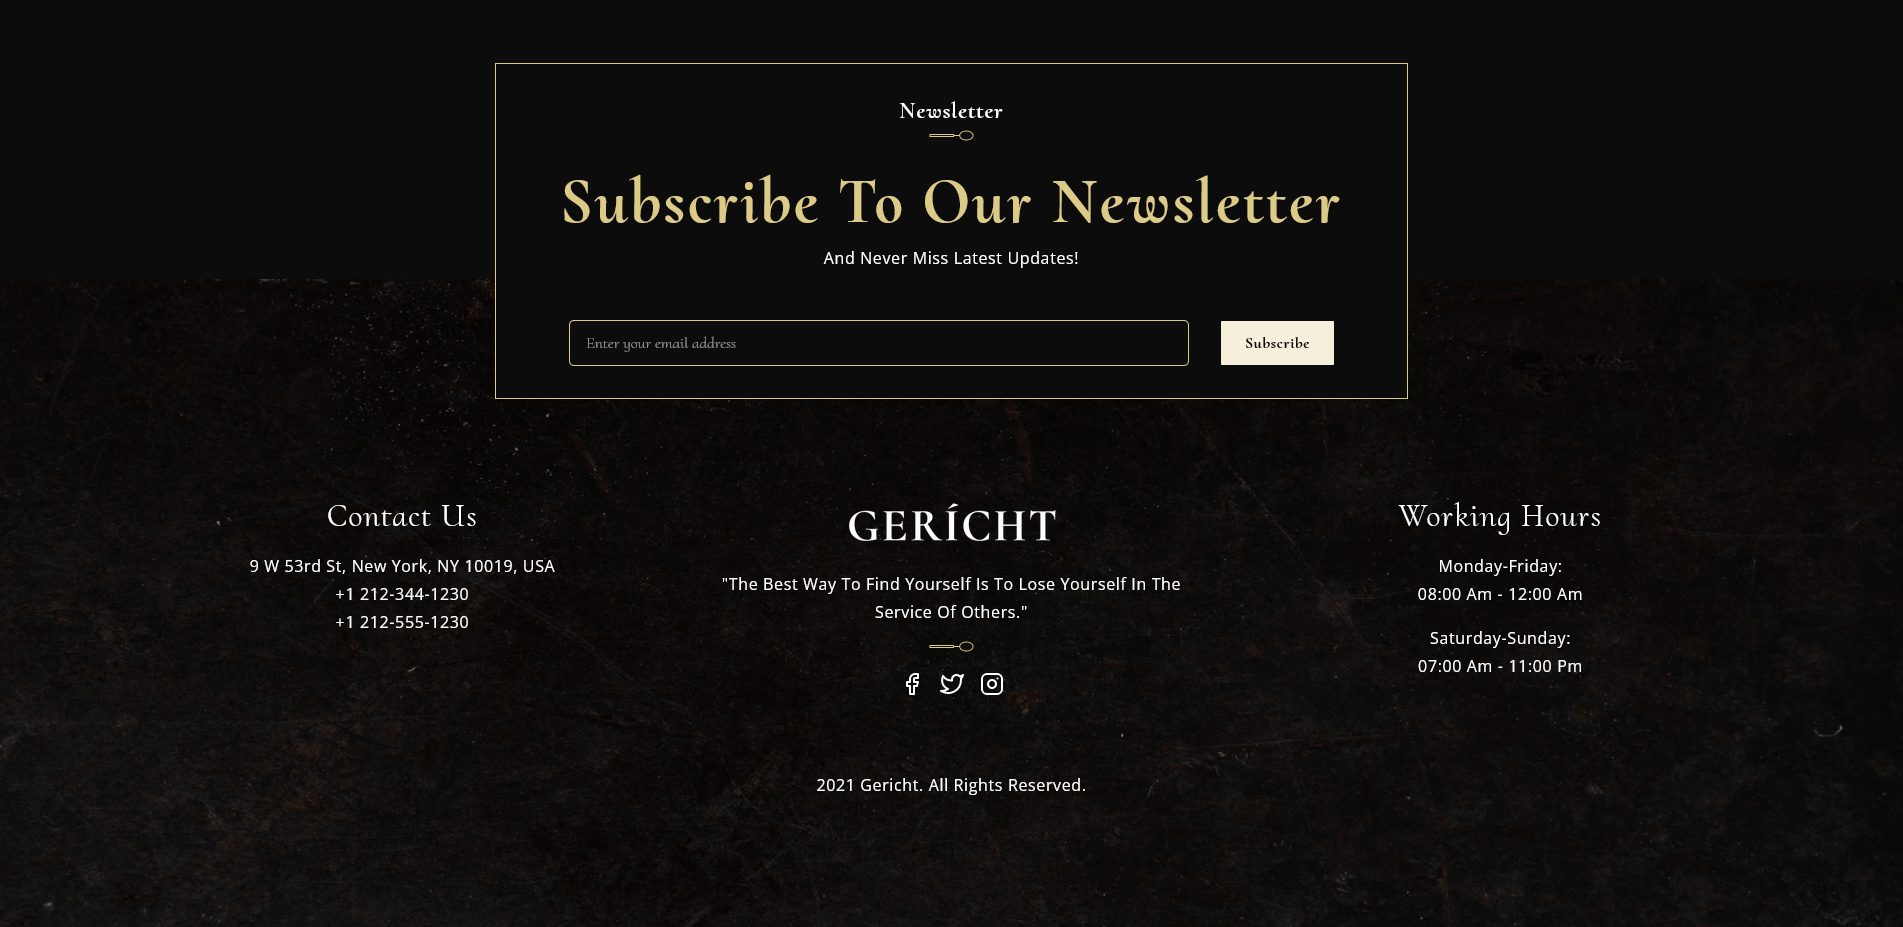 Newsletter
Subscribe To Our Newsletter
And Never Miss Latest Updates!
Enter your email address
Subscribe
Contact Us
9 W 53rd St, New York, NY 10019, USA
+1 212-344-1230
+1 212-555-1230
GERÍCHT
"The Best Way To Find Yourself Is To Lose Yourself In The
Service Of Others."
Working Hours
Monday-Friday:
08:00 Am - 12:00 Am
Saturday-Sunday:
07:00 Am - 11:00 Pm
2021 Gericht. All Rights Reserved.